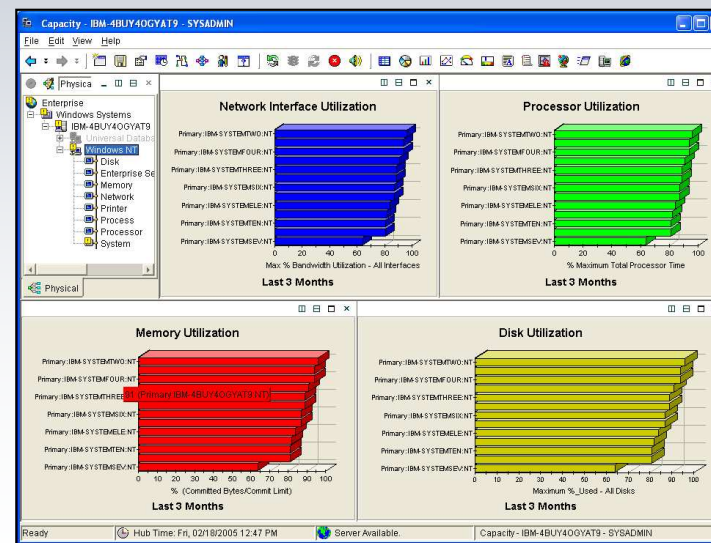 Capacity - IBM-4BUY4OGYAT9 - SYSADMIN
File Edit View Help
Physica
Enterprise
Windows Systems
IBM-4BUY4OGYAT9
Universal Databa
Windows NT
Disk
Enterprise Se
Memory
Network
Printer
Process
Processor
System
Physical
Network Interface Utilization
Primary:IBM-SYSTEMTWO:NT
Primary:IBM-SYSTEMFOUR:NT
Primary:IBM-SYSTEMTHREE:NT
Primary:IBM-SYSTEMSIX:NT
Primary:IBM-SYSTEMELE:NT
Primary:IBM-SYSTEMTEN:NT
Primary:IBM-SYSTEMSEV:NT
0 20 40 60 80 100
Max % Bandwidth Utilization - All Interfaces
Last 3 Months
Processor Utilization
Primary:IBM-SYSTEMTWO:NT
Primary:IBM-SYSTEMFOUR:NT
Primary:IBM-SYSTEMTHREE:NT
Primary:IBM-SYSTEMSIX:NT
Primary:IBM-SYSTEMELE:NT
Primary:IBM-SYSTEMTEN:NT
Primary:IBM-SYSTEMSEV:NT
0 20 40 60 80 100
% Maximum Total Processor Time
Last 3 Months
Memory Utilization
Primary:IBM-SYSTEMTWO:NT
Primary:IBM-SYSTEMFOUR:NT
Primary:IBM-SYSTEMTHREE
91 (Primary:IBM-4BUY4OGYAT9:NT)
Primary:IBM-SYSTEMSIX:NT
Primary:IBM-SYSTEMELE:NT
Primary:IBM-SYSTEMTEN:NT
Primary:IBM-SYSTEMSEV:NT
0 10 20 30 40 50 60 70 80 90 100
% (Committed Bytes/Commit Limit)
Last 3 Months
Disk Utilization
Primary:IBM-SYSTEMTWO:NT
Primary:IBM-SYSTEMFOUR:NT
Primary:IBM-SYSTEMTHREE:NT
Primary:IBM-SYSTEMSIX:NT
Primary:IBM-SYSTEMELE:NT
Primary:IBM-SYSTEMTEN:NT
Primary:IBM-SYSTEMSEV:NT
0 10 20 30 40 50 60 70 80 90 100
Maximum %_Used - All Disks
Last 3 Months
Ready
Hub Time: Fri, 02/18/2005 12:47 PM
Server Available.
Capacity - IBM-4BUY4OGYAT9 - SYSADMIN